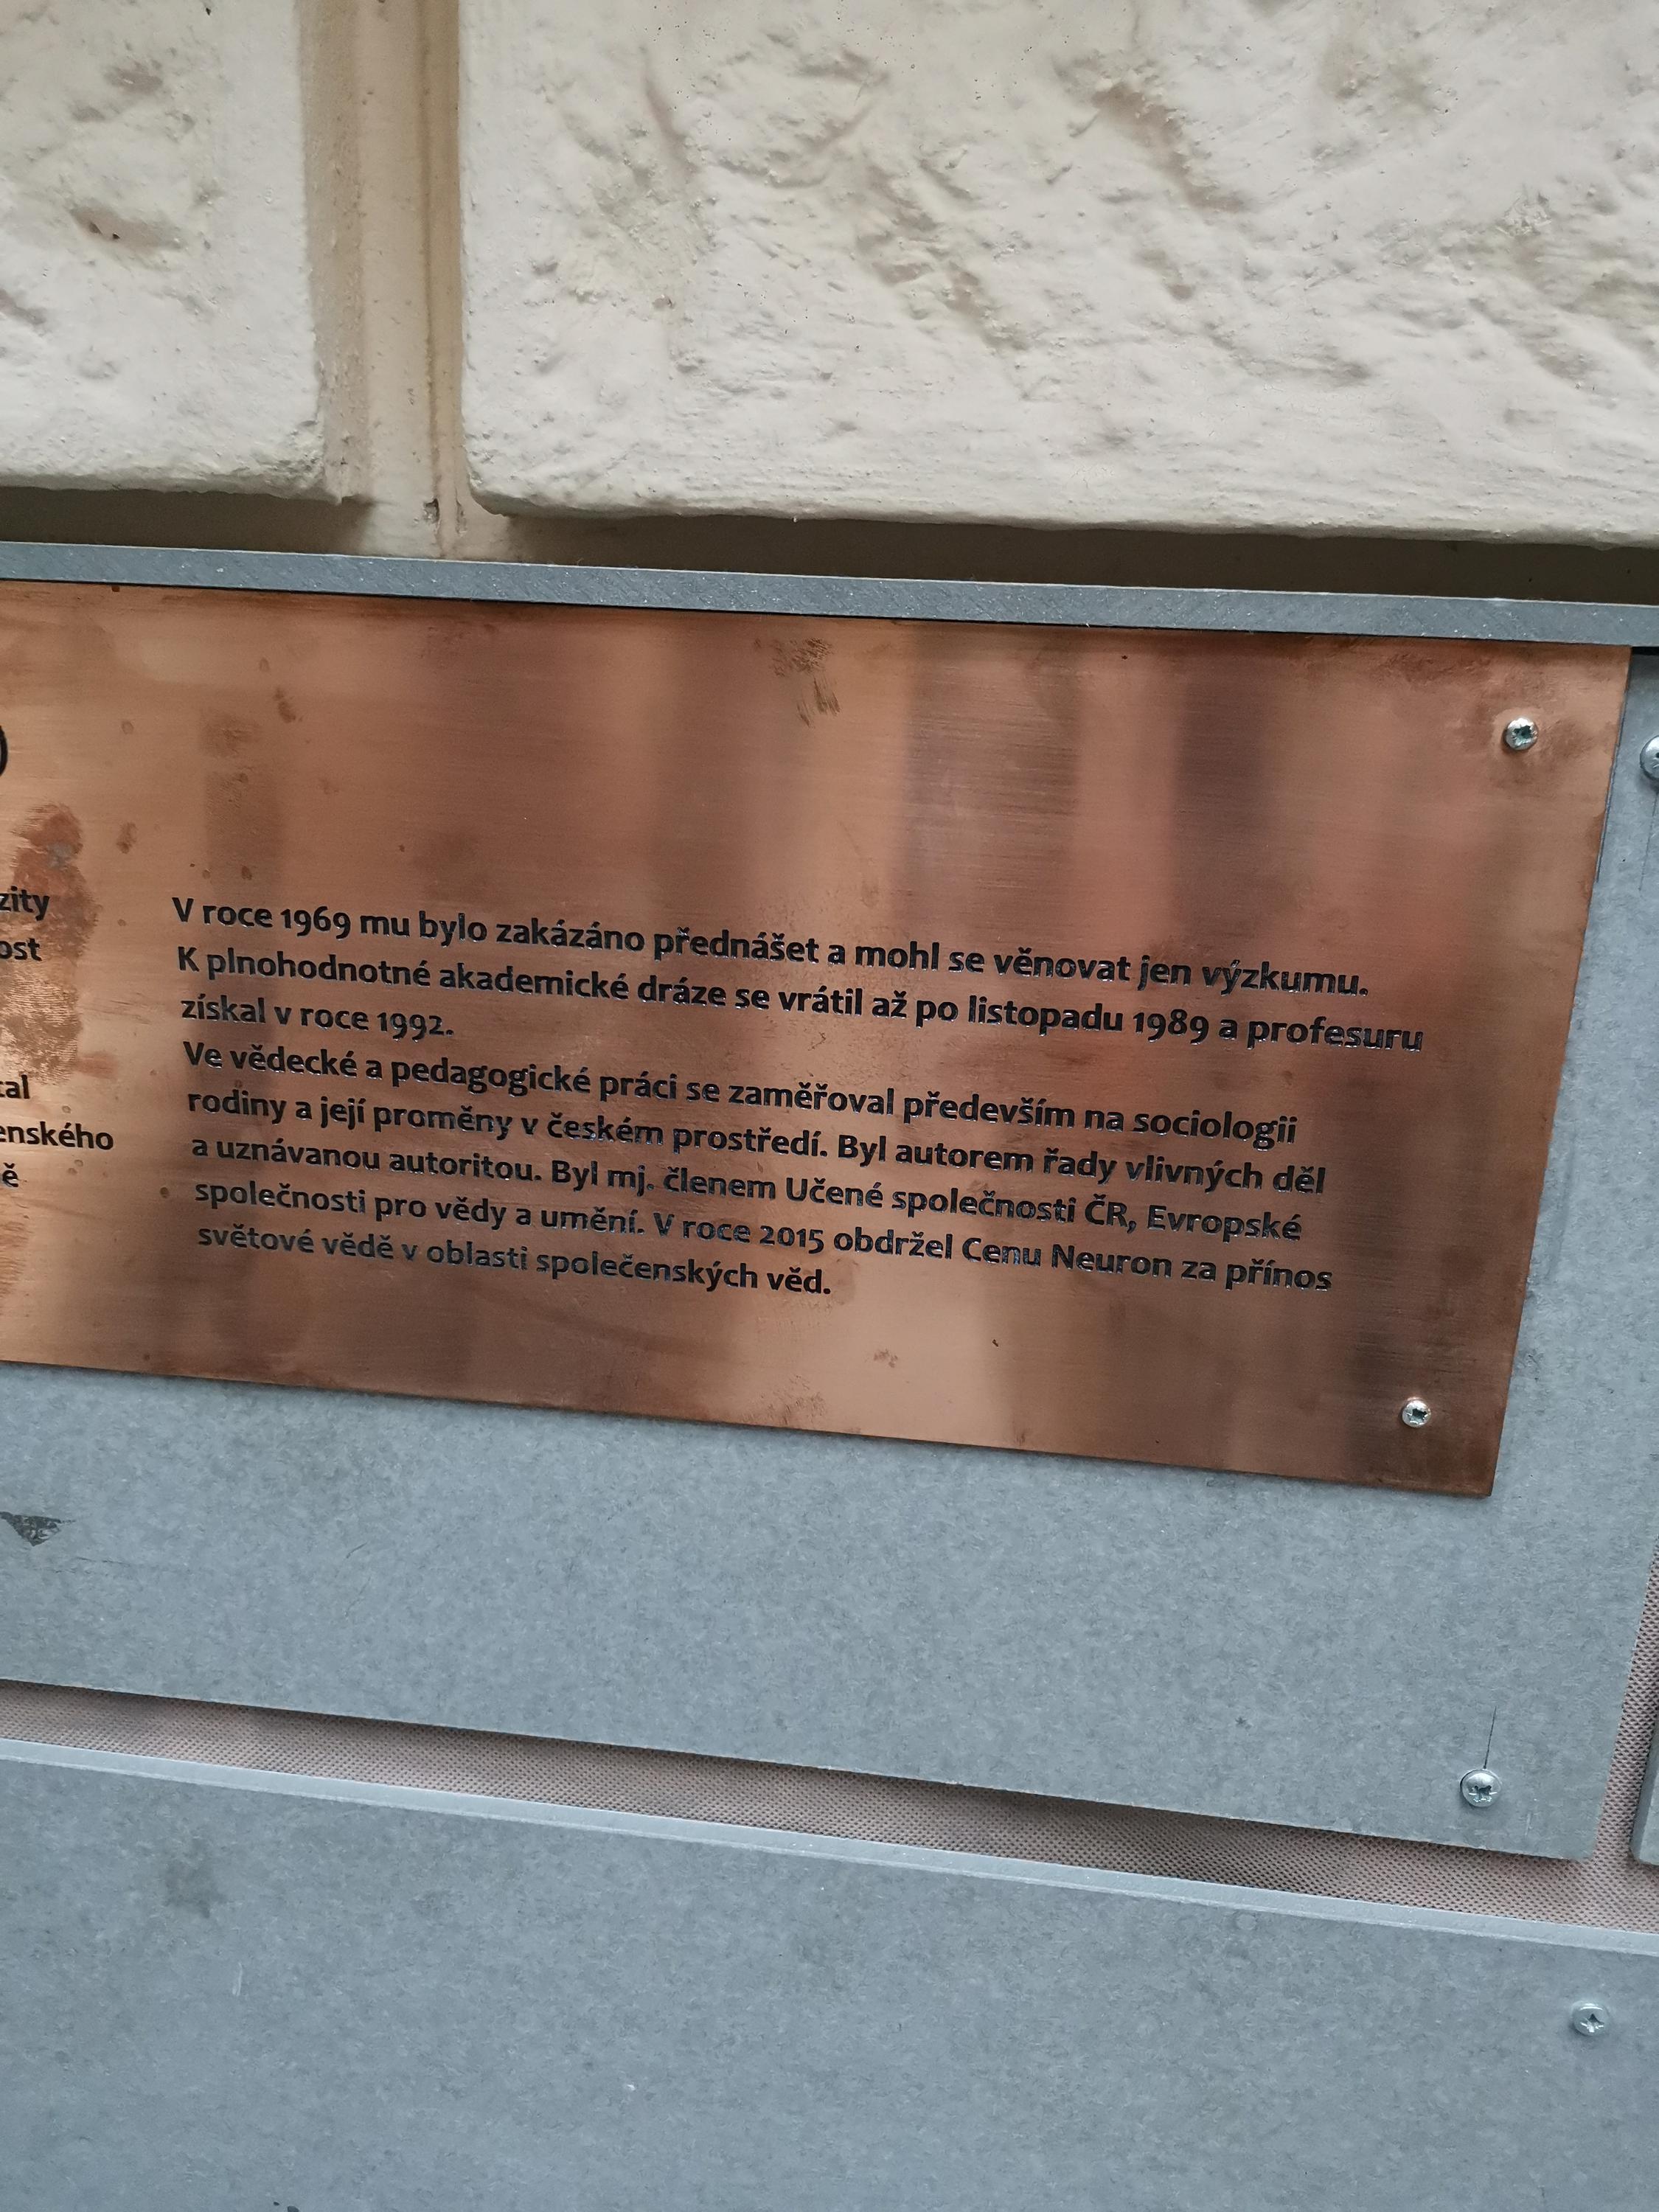 zity
ost
tal
enského
ě
V roce 1969 mu bylo zakázáno přednášet a mohl se věnovat jen výzkumu.
K plnohodnotné akademické dráze se vrátil až po listopadu 1989 a profesuru
získal v roce 1992.
Ve vědecké a pedagogické práci se zaměřoval především na sociologii
rodiny a její proměny v českém prostředí. Byl autorem řady vlivných děl
a uznávanou autoritou. Byl mj. členem Učené společnosti ČR, Evropské
společnosti pro vědy a umění. V roce 2015 obdržel Cenu Neuron za přínos
světové vědě v oblasti společenských věd.